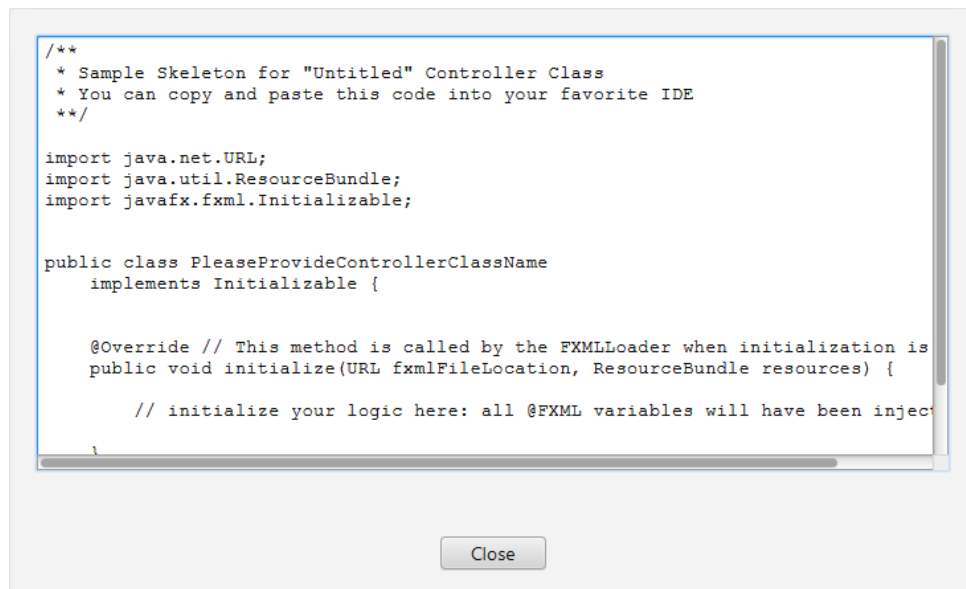 /**
 * Sample Skeleton for "Untitled" Controller Class
 * You can copy and paste this code into your favorite IDE
 **/

import java.net.URL;
import java.util.ResourceBundle;
import javafx.fxml.Initializable;


public class PleaseProvideControllerClassName
    implements Initializable {


    @Override // This method is called by the FXMLLoader when initialization is
    public void initialize(URL fxmlFileLocation, ResourceBundle resources) {

        // initialize your logic here: all @FXML variables will have been inject

    }
Close